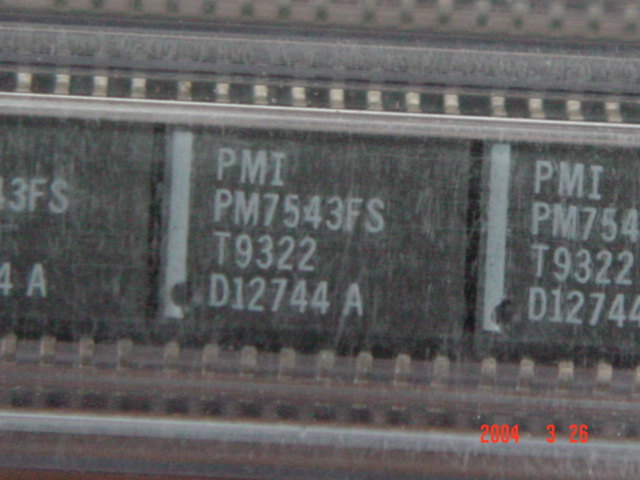 43FS
4 A
PMI
PM7543FS
T9322
D12744 A
PMI
PM754
T9322
D12744
2004 3 26